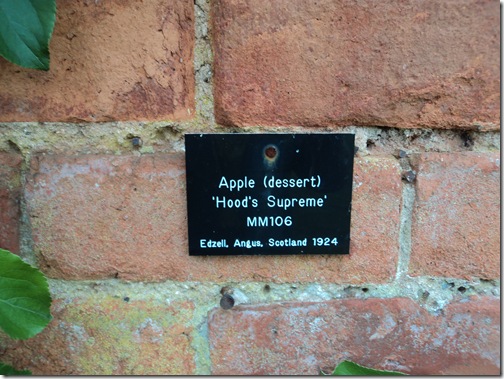 Apple (dessert)
'Hood's Supreme'
MM106
Edzell, Angus, Scotland 1924